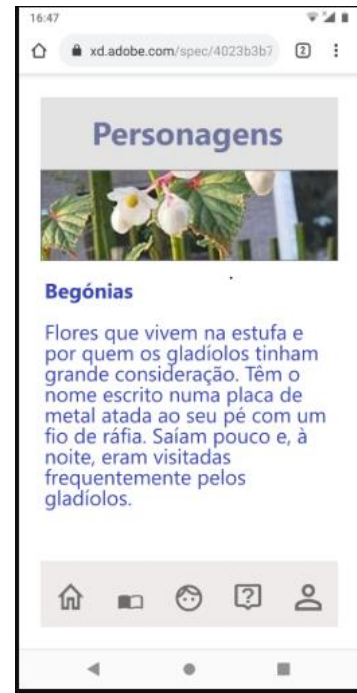 16:47
xd.adobe.com/spec/4023b3b7
2
Personagens
Begónias
Flores que vivem na estufa e
por quem os gladíolos tinham
grande consideração. Têm o
nome escrito numa placa de
metal atada ao seu pé com um
fio de ráfia. Saíam pouco e, à
noite, eram visitadas
frequentemente pelos
gladíolos.
?